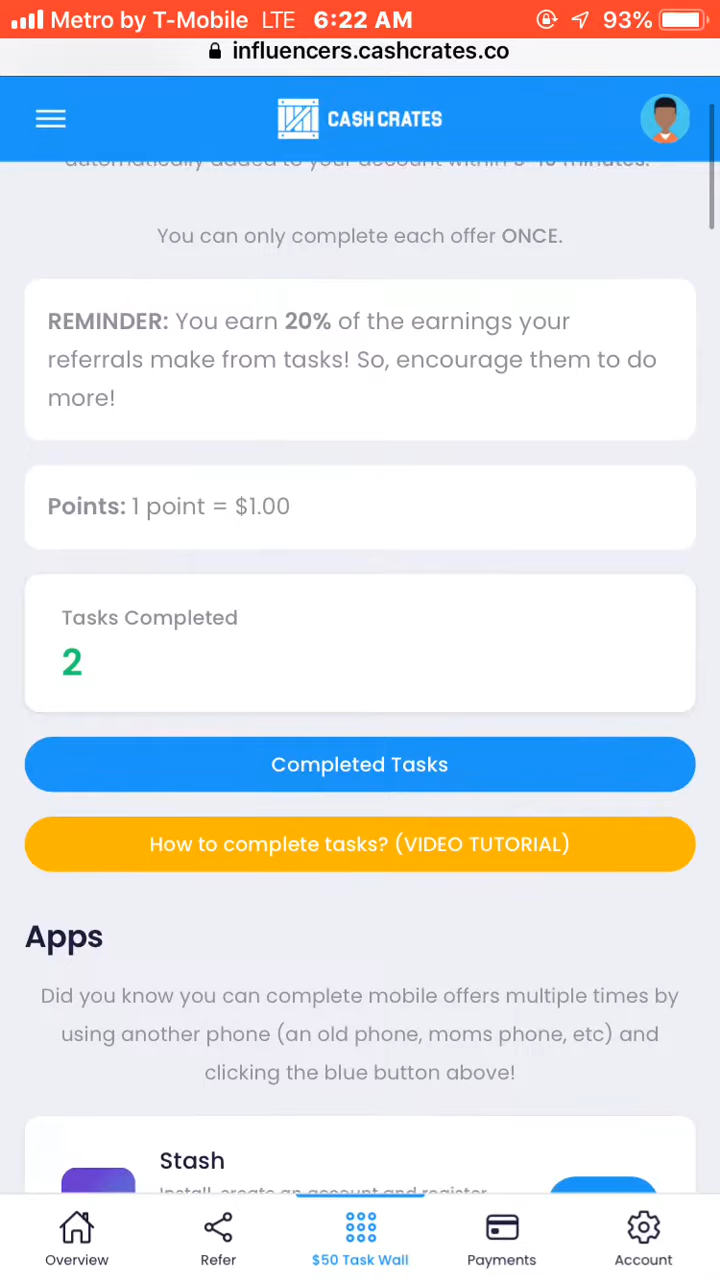 Metro by T-Mobile LTE 6:22 AM 93%
influencers.cashcrates.co
CASH CRATES
automatically added to your account within
minutes.
You can only complete each offer ONCE.
REMINDER: You earn 20% of the earnings your
referrals make from tasks! So, encourage them to do
more!
Points: 1 point = $1.00
Tasks Completed
2
Completed Tasks
How to complete tasks? (VIDEO TUTORIAL)
Apps
Did you know you can complete mobile offers multiple times by
using another phone (an old phone, moms phone, etc) and
clicking the blue button above!
Stash
Install, create an account and register
Overview
Refer
$50 Task Wall
Payments
Account